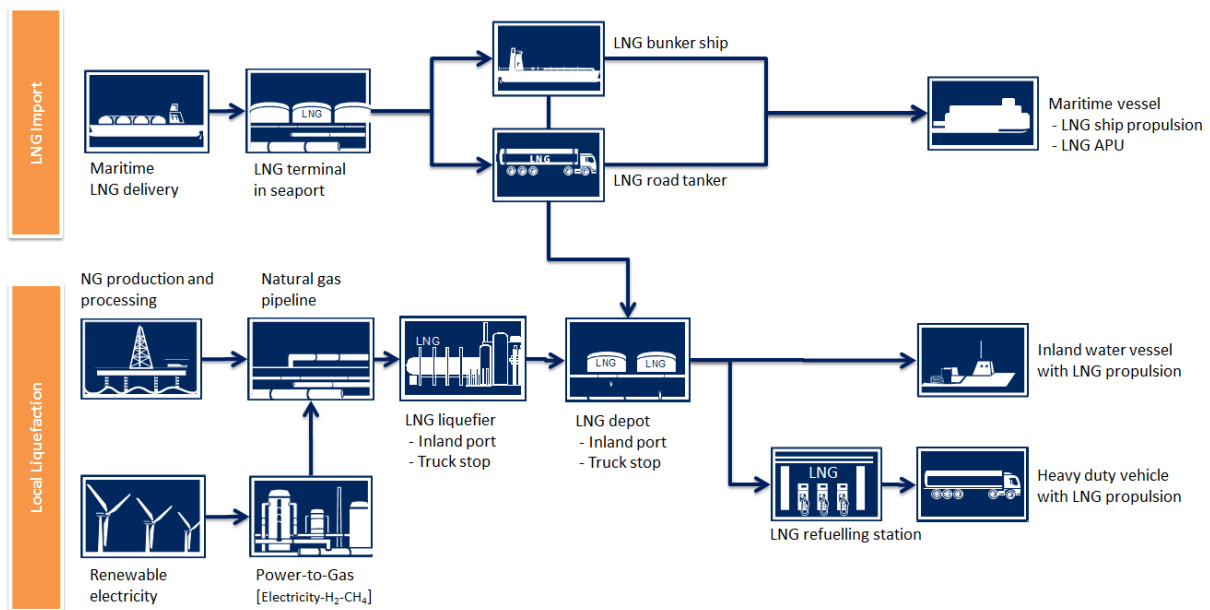 LNG Import
LNG bunker ship
LNG
Maritime
LNG delivery
LNG terminal
in seaport
LNG
LNG road tanker
Maritime vessel
- LNG ship propulsion
- LNG APU
Local Liquefaction
NG production and
processing
Natural gas
pipeline
LNG
LNG liquefier
- Inland port
- Truck stop
LNG LNG
LNG depot
- Inland port
- Truck stop
Inland water vessel
with LNG propulsion
LNG
LNG refuelling station
Heavy duty vehicle
with LNG propulsion
Renewable
electricity
Power-to-Gas
[Electricity-H₂-CH₄]